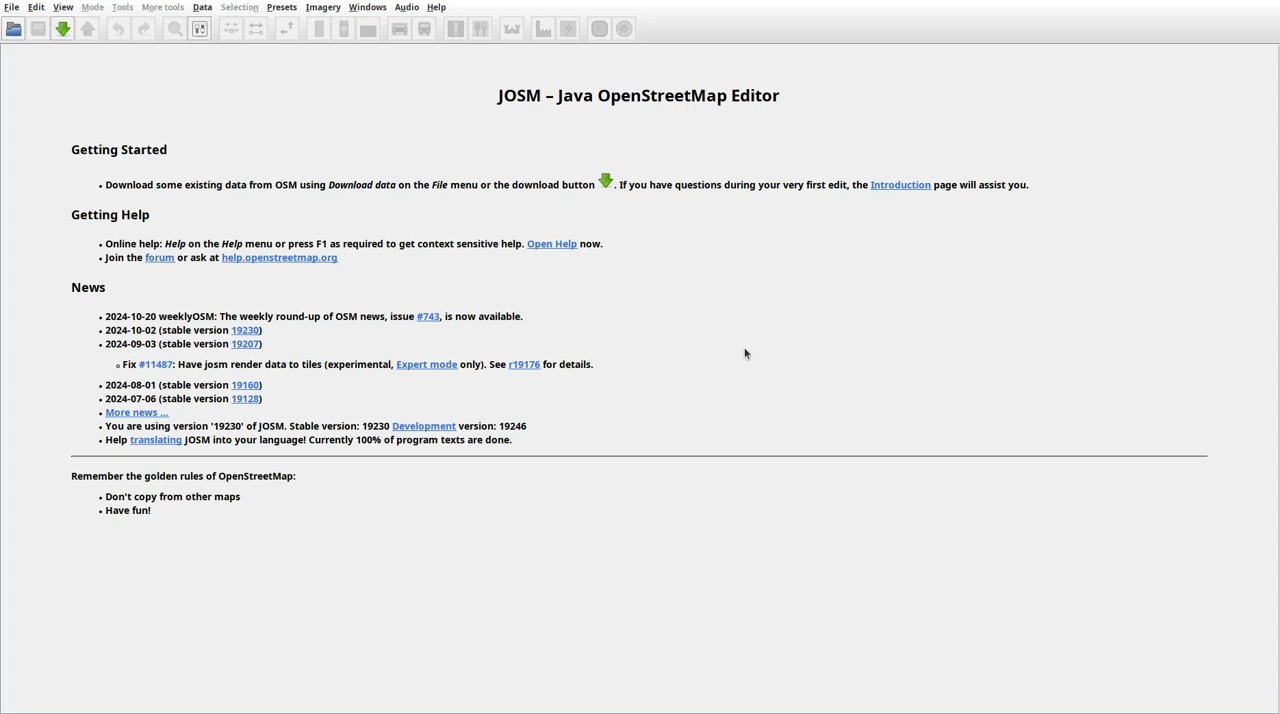 File Edit View Mode Tools More tools Data Selection Presets Imagery Windows Audio Help
JOSM – Java OpenStreetMap Editor
Getting Started
• Download some existing data from OSM using Download data on the File menu or the download button . If you have questions during your very first edit, the Introduction page will assist you.
Getting Help
• Online help: Help on the Help menu or press F1 as required to get context sensitive help. Open Help now.
• Join the forum or ask at help.openstreetmap.org
News
• 2024-10-20 weeklyOSM: The weekly round-up of OSM news, issue #743, is now available.
• 2024-10-02 (stable version 19230)
• 2024-09-03 (stable version 19207)
◦ Fix #11487: Have josm render data to tiles (experimental, Expert mode only). See r19176 for details.
• 2024-08-01 (stable version 19160)
• 2024-07-06 (stable version 19128)
• More news ...
• You are using version '19230' of JOSM. Stable version: 19230 Development version: 19246
• Help translating JOSM into your language! Currently 100% of program texts are done.
Remember the golden rules of OpenStreetMap:
• Don't copy from other maps
• Have fun!